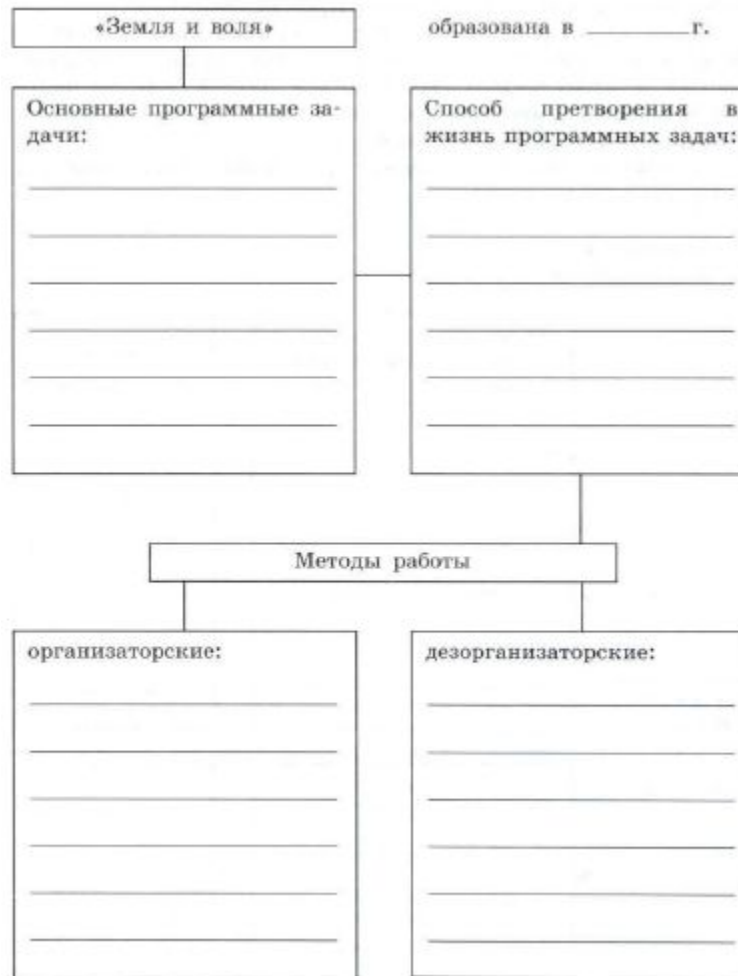 «Земля и воля»
образована в ________г.
Основные программные за-
дачи:
Способ претворения в
жизнь программных задач:
Методы работы
организаторские:
дезорганизаторские: